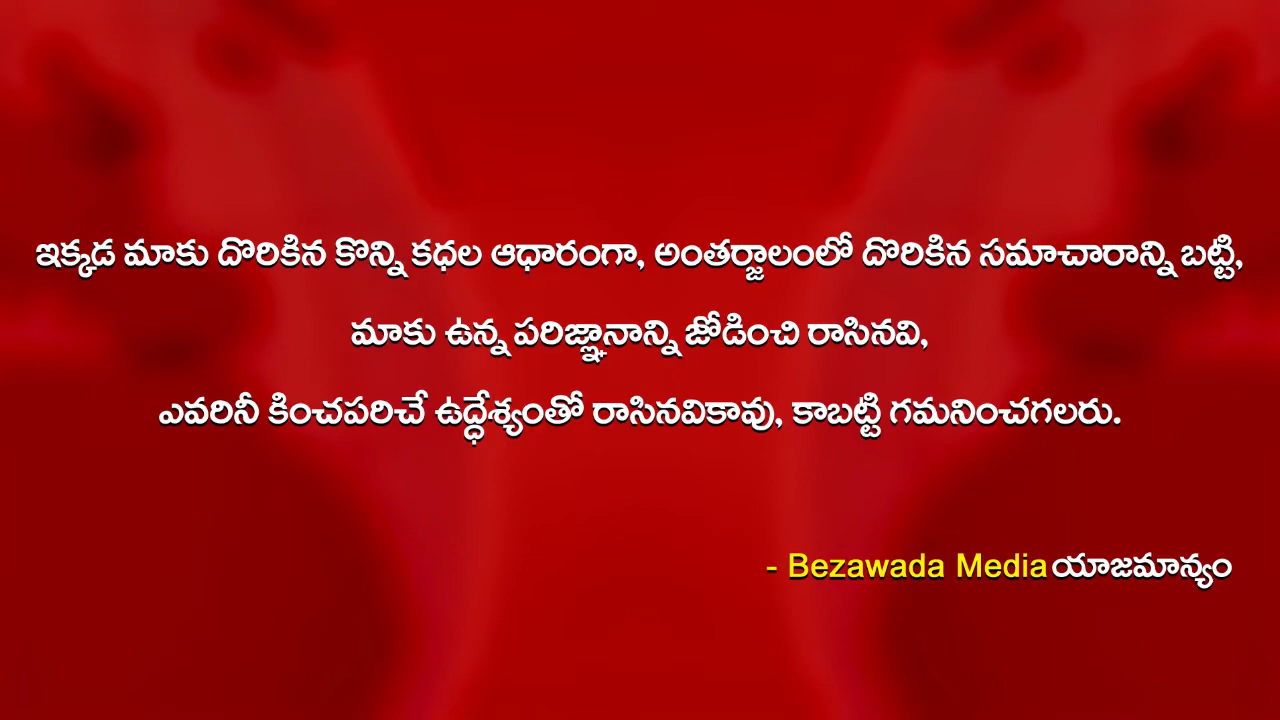 ఇక్కడ మాకు దొరికిన కొన్ని కధల ఆధారంగా, అంతర్జాలంలో దొరికిన సమాచారాన్ని బట్టి,
మాకు ఉన్న పరిజ్ఞానాన్ని జోడించి రాసినవి,
ఎవరినీ కించపరిచే ఉద్ధేశ్యంతో రాసినవికావు, కాబట్టి గమనించగలరు.
- Bezawada Media యాజమాన్యం